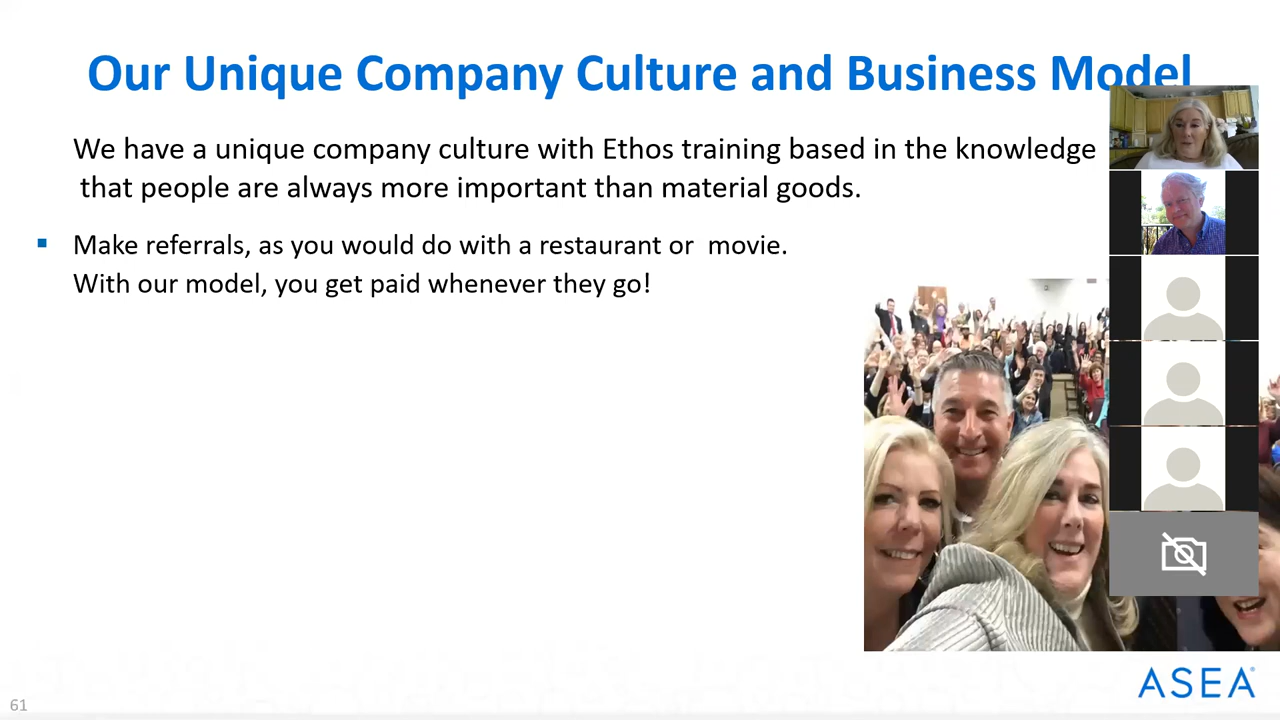 Our Unique Company Culture and Business Model
We have a unique company culture with Ethos training based in the knowledge
that people are always more important than material goods.
▪ Make referrals, as you would do with a restaurant or movie.
With our model, you get paid whenever they go!
ASEA
61